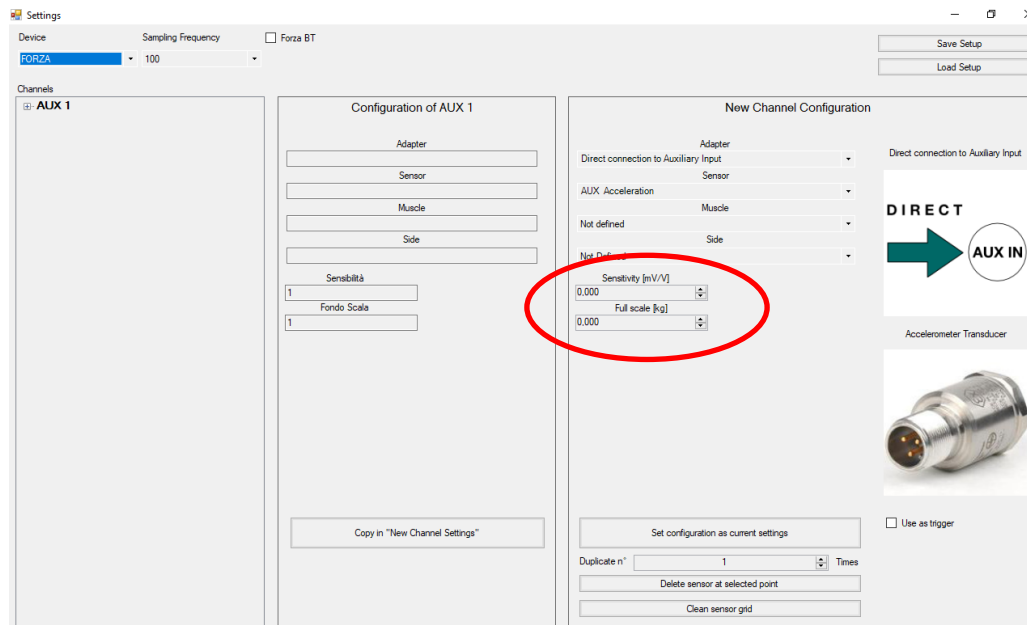 Settings
Device
Sampling Frequency
Forza BT
FORZA
100
Save Setup
Load Setup
Channels
AUX 1
Configuration of AUX 1
Adapter
Sensor
Muscle
Side
Sensibilità
1
Fondo Scala
1
Copy in "New Channel Settings"
New Channel Configuration
Adapter
Direct connection to Auxiliary Input
Sensor
AUX Acceleration
Muscle
Not defined
Side
Not Defined
Sensitivity [mV/V]
0,000
Full scale [kg]
0,000
Set configuration as current settings
Duplicate n° 1 Times
Delete sensor at selected point
Clean sensor grid
Direct connection to Auxiliary Input
DIRECT
AUX IN
Accelerometer Transducer
Use as trigger